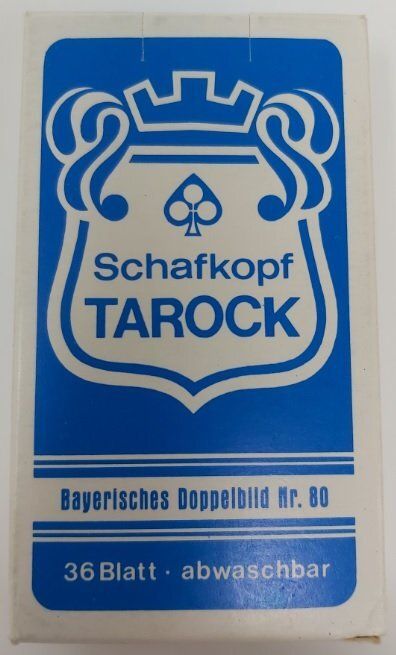 Schafkopf
TAROCK
Bayerisches Doppelbild Nr. 80
36 Blatt · abwaschbar